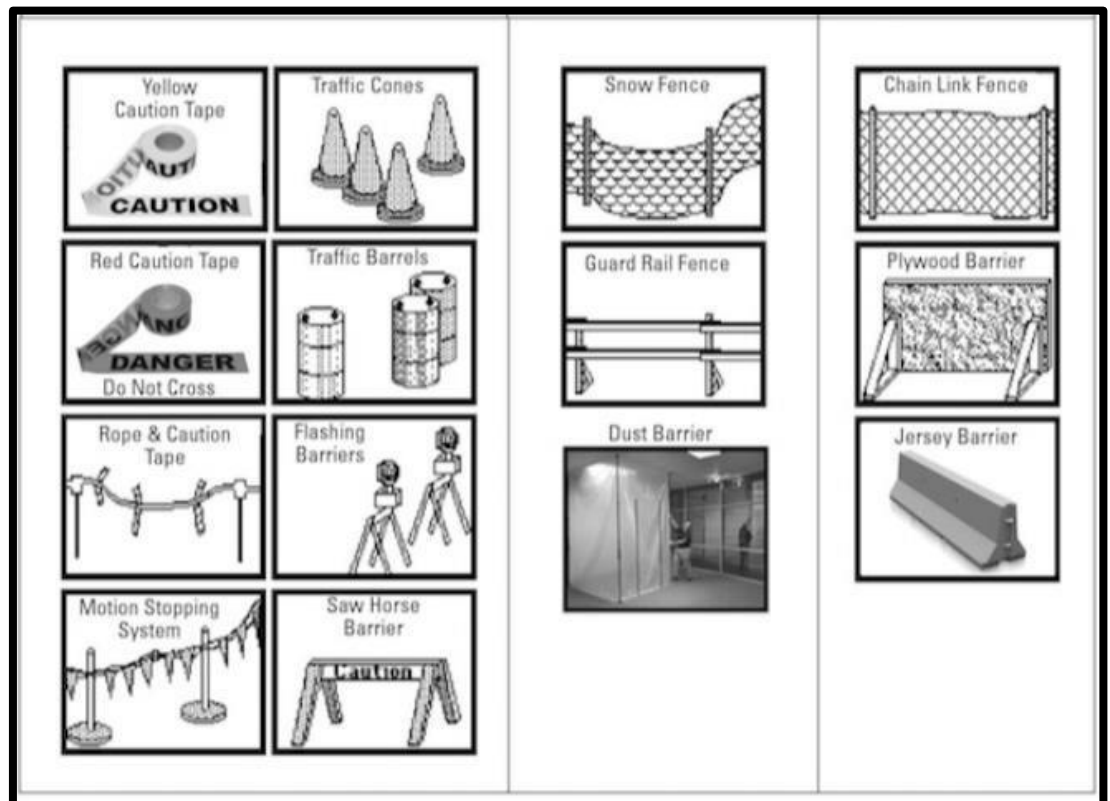 Yellow
Caution Tape
AUTI
CAUTION
Traffic Cones
Red Caution Tape
DANGER
Do Not Cross
Traffic Barrels
Rope & Caution
Tape
Flashing
Barriers
Motion Stopping
System
Saw Horse
Barrier
Caution
Snow Fence
Guard Rail Fence
Dust Barrier
Chain Link Fence
Plywood Barrier
Jersey Barrier